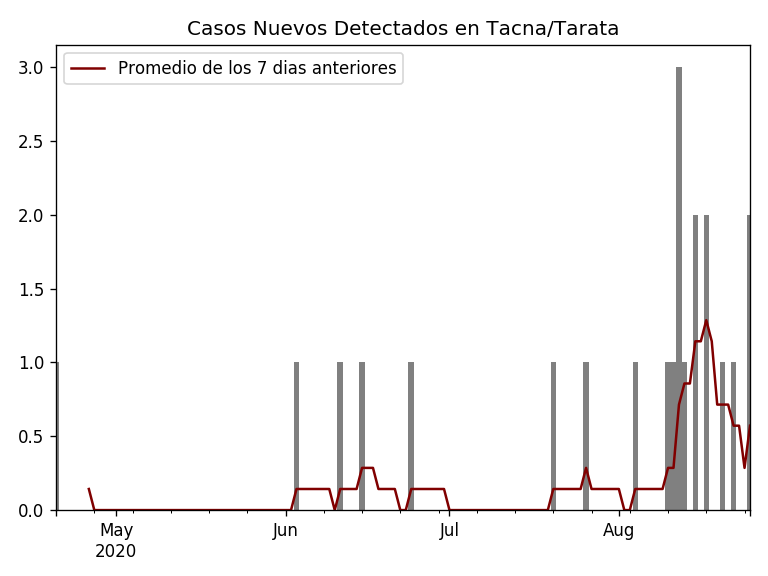 Casos Nuevos Detectados en Tacna/Tarata
Promedio de los 7 dias anteriores
3.0
2.5
2.0
1.5
1.0
0.5
0.0
May
2020
Jun
Jul
Aug